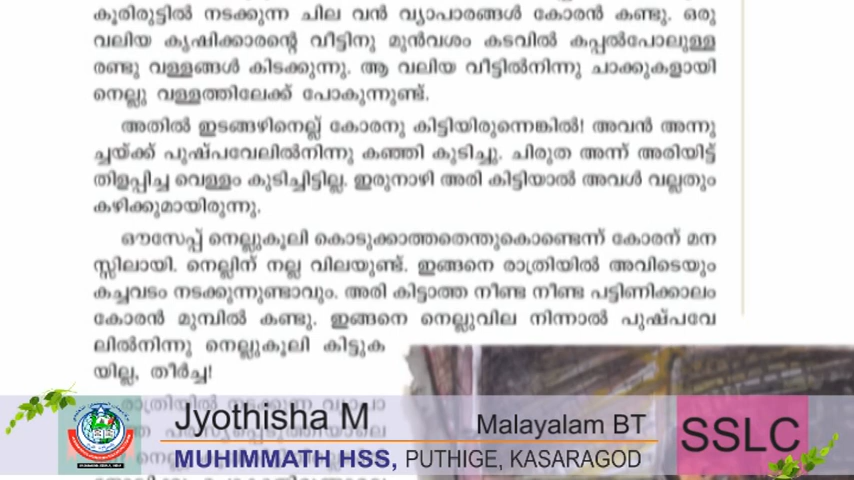 കൂരിരുട്ടിൽ നടക്കുന്ന ചില വൻ വ്യാപാരങ്ങൾ കോരൻ കണ്ടു. ഒരു
വലിയ കൃഷിക്കാരന്റെ വീട്ടിനു മുൻവശം കടവിൽ കപ്പൽപോലുള്ള
രണ്ടു വള്ളങ്ങൾ കിടക്കുന്നു. ആ വലിയ വീട്ടിൽനിന്നു ചാക്കുകളായി
നെല്ലു വള്ളത്തിലേക്ക് പോകുന്നുണ്ട്.
അതിൽ ഇടങ്ങഴിനെല്ല് കോരനു കിട്ടിയിരുന്നെങ്കിൽ! അവൻ അന്നു
ച്ചയ്ക്ക് പുഷ്പവേലിൽനിന്നു കഞ്ഞി കുടിച്ചു. ചിരുത അന്ന് അരിയിട്ട്
തിളപ്പിച്ച വെള്ളം കുടിച്ചിട്ടില്ല. ഇരുനാഴി അരി കിട്ടിയാൽ അവൾ വല്ലതും
കഴിക്കുമായിരുന്നു.
ഔസേപ്പ് നെല്ലുകൂലി കൊടുക്കാത്തതെന്തുകൊണ്ടെന്ന് കോരന് മന
സ്സിലായി. നെല്ലിന് നല്ല വിലയുണ്ട്. ഇങ്ങനെ രാത്രിയിൽ അവിടെയും
കച്ചവടം നടക്കുന്നുണ്ടാവും. അരി കിട്ടാത്ത നീണ്ട നീണ്ട പട്ടിണിക്കാലം
കോരൻ മുമ്പിൽ കണ്ടു. ഇങ്ങനെ നെല്ലുവില നിന്നാൽ പുഷ്പവേ
ലിൽനിന്നു നെല്ലുകൂലി കിട്ടുക
യില്ല, തീർച്ച!
Jyothisha M
Malayalam BT
SSLC
MUHIMMATH HSS, PUTHIGE, KASARAGOD